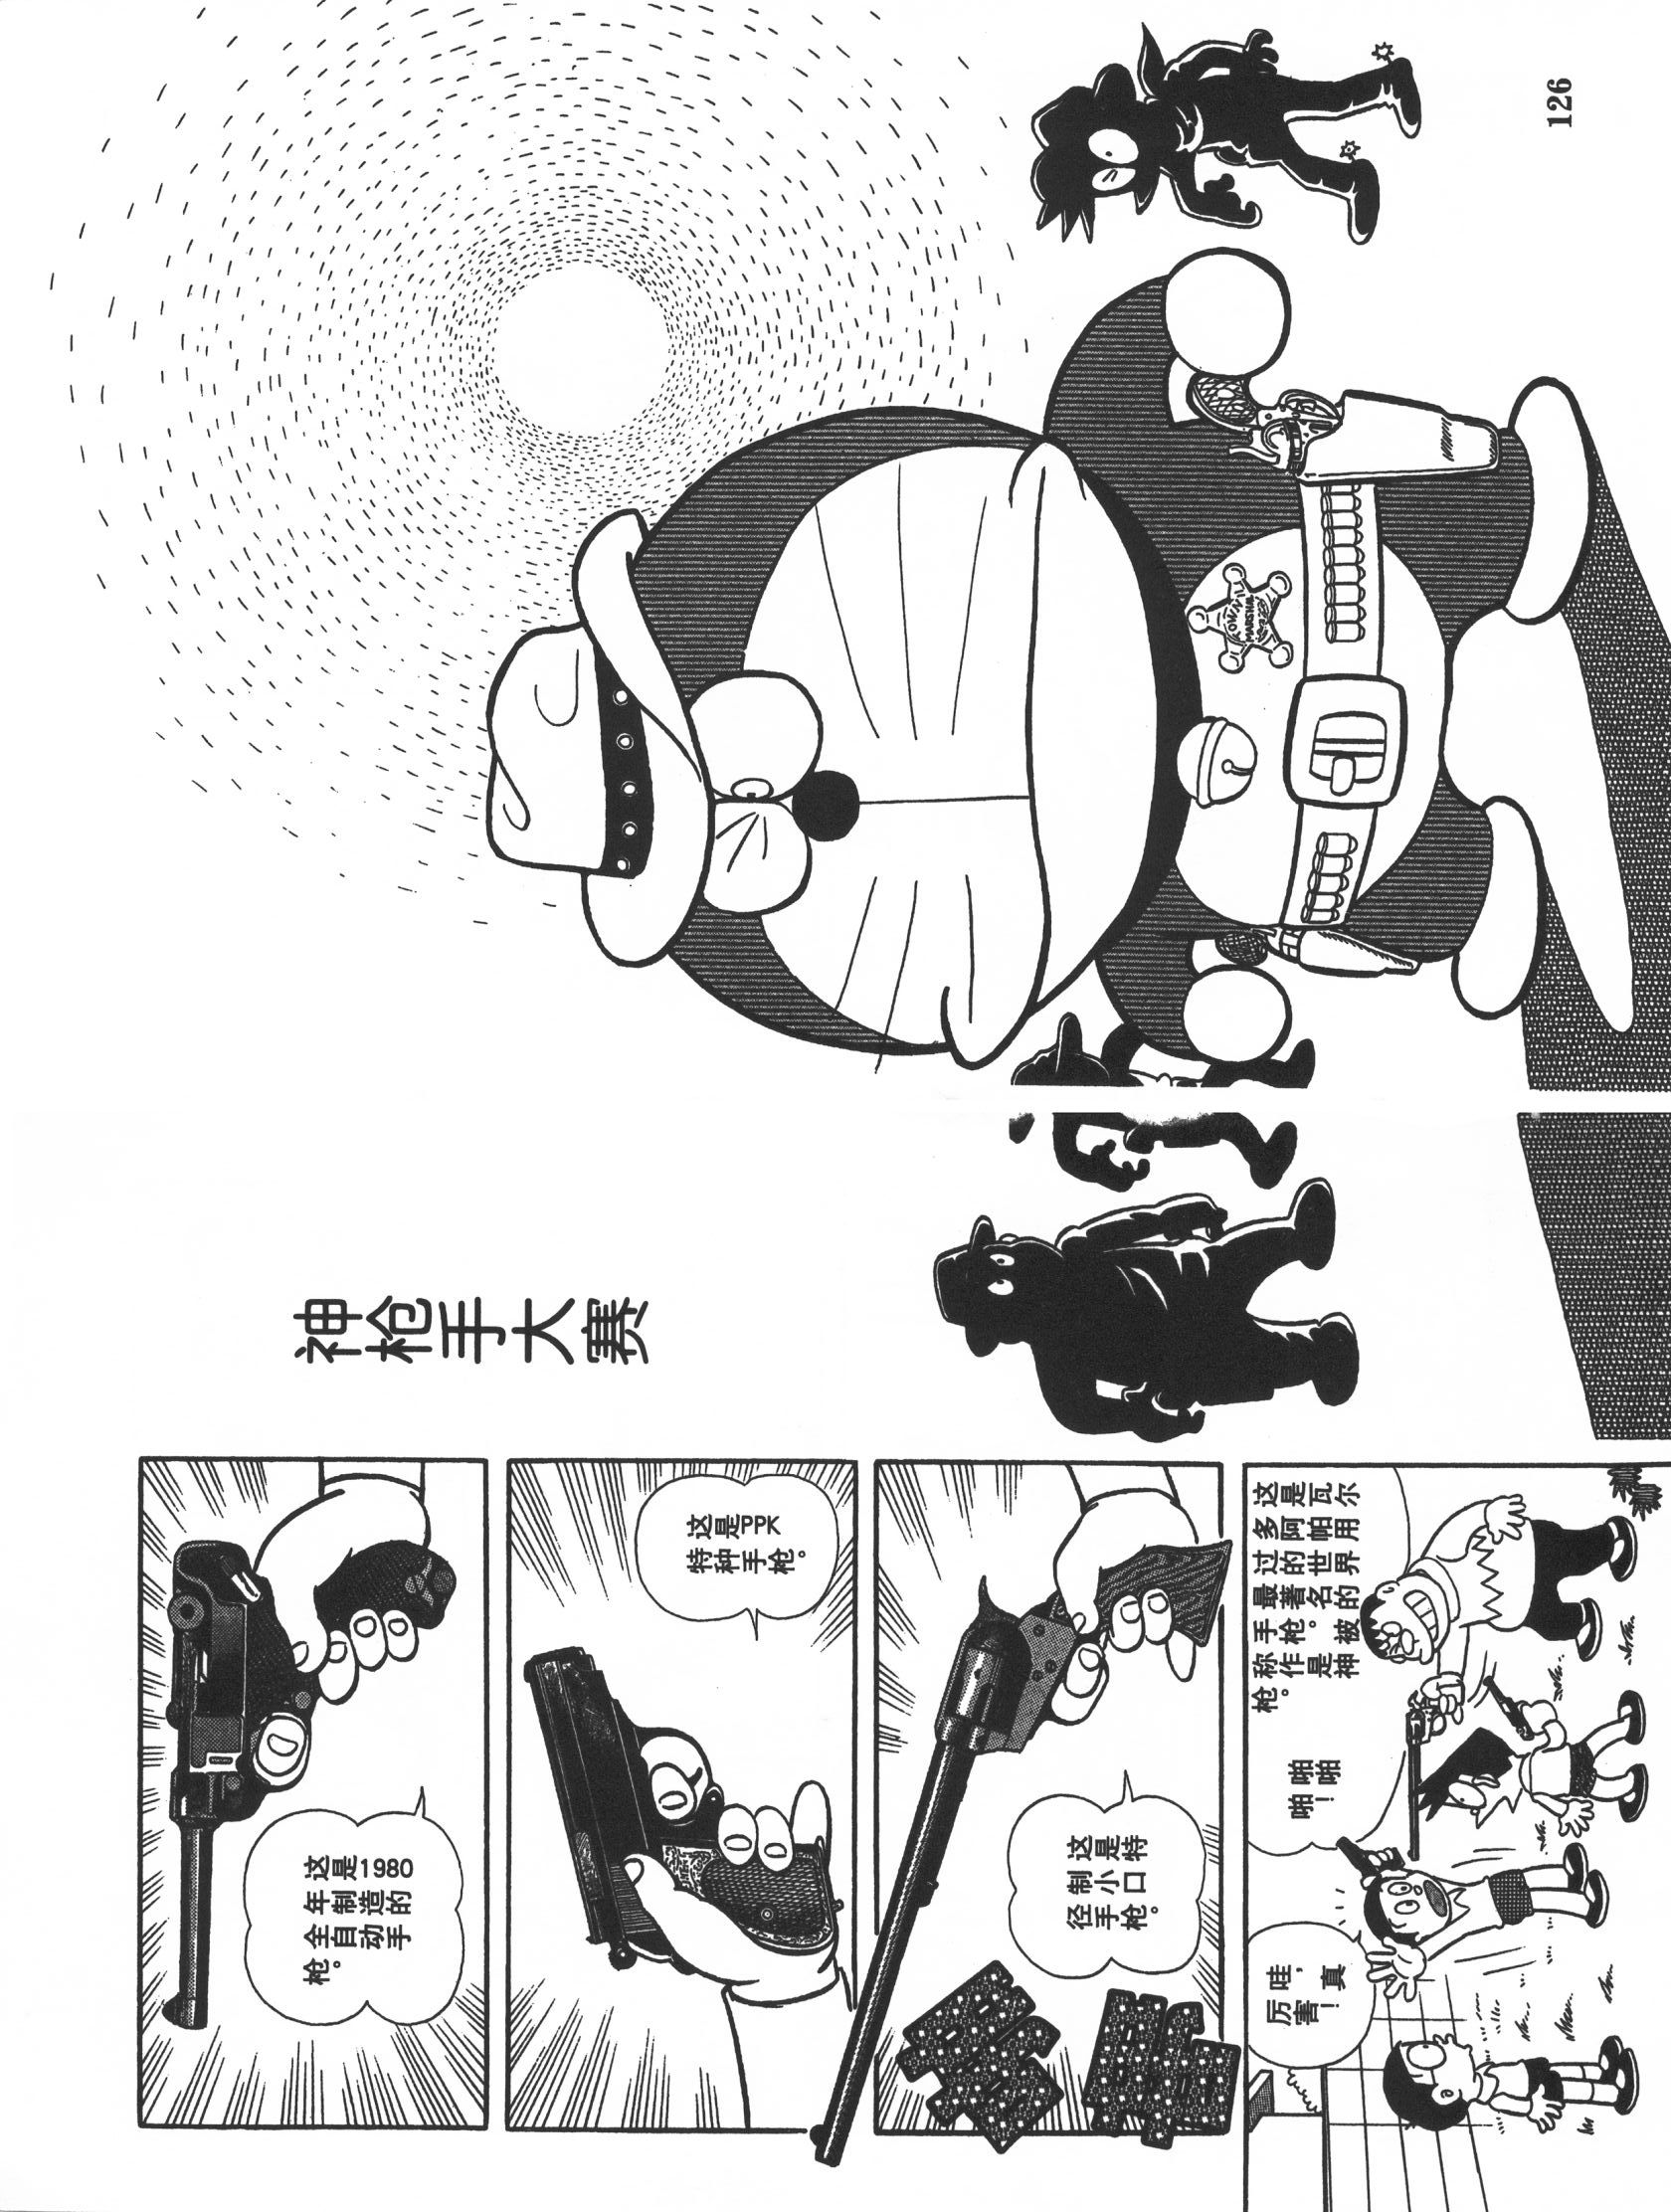 126
神枪手大赛
这是1980
年制造的
全自动手
枪。
这是PPK
特种手枪。
这是特
制小口
径手枪。
这是瓦尔
多阿帕用
过的世界
最著名的
手枪。被
称作是神
枪。
啪啪
啪！
哇，真
厉害！